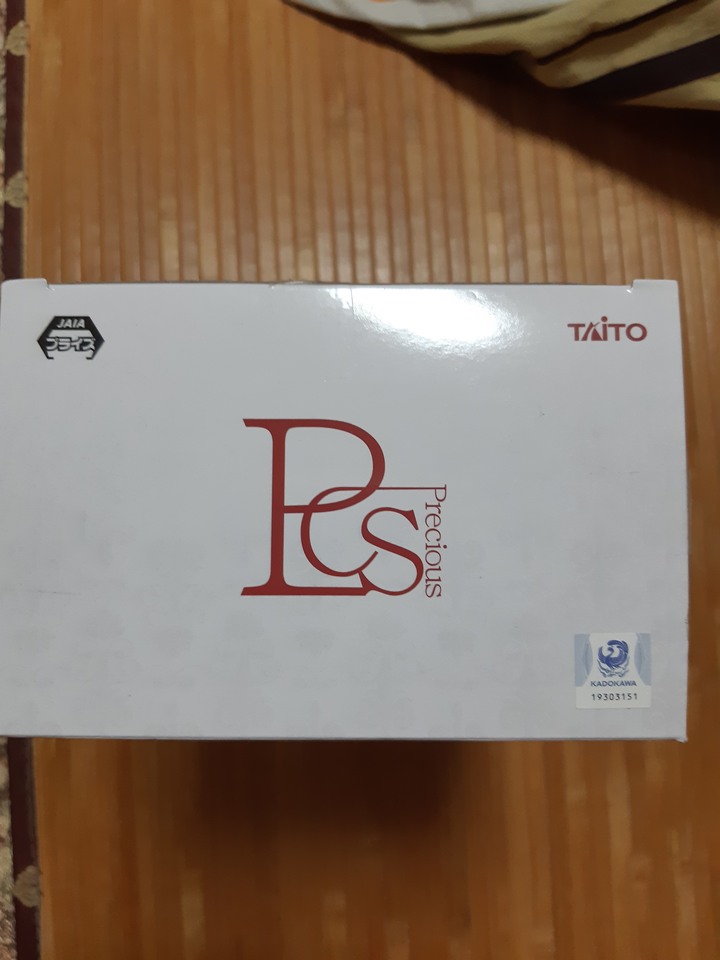 JAIA
プライズ
TAiTO
PCS
Precious
KADOKAWA
19303151